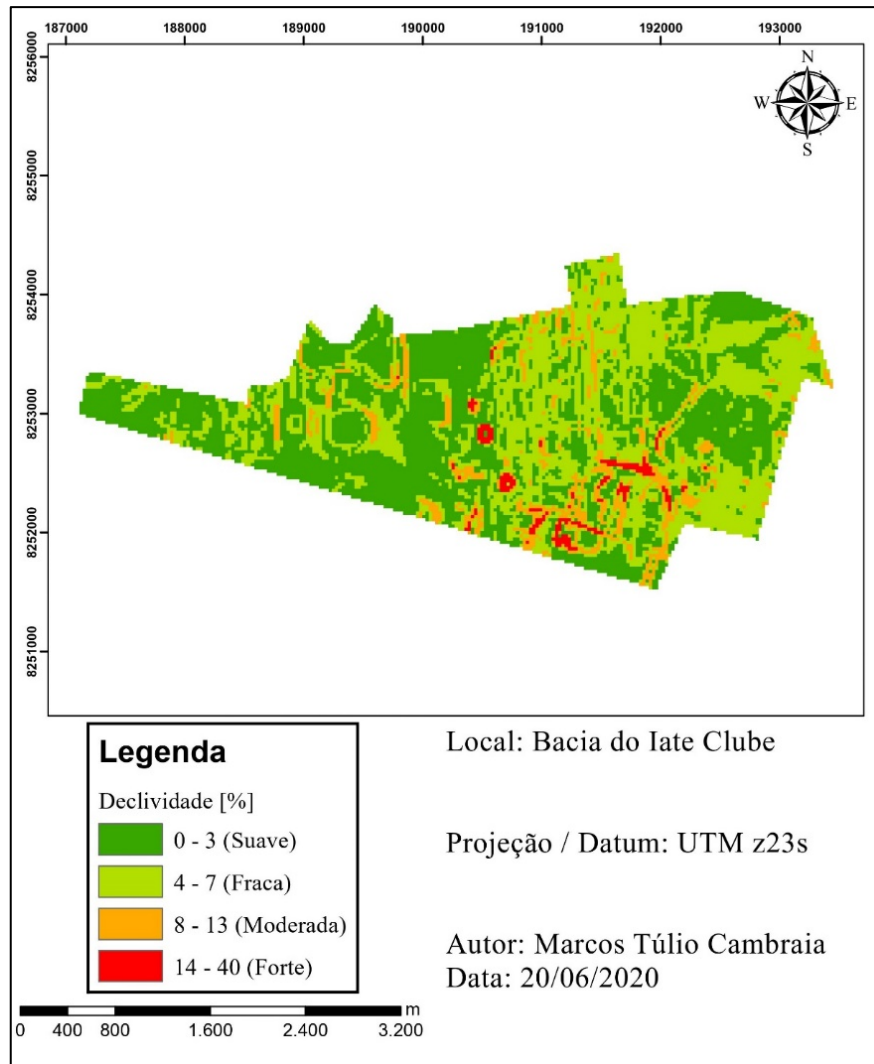 187000 188000 189000 190000 191000 192000 193000
8256000
8255000
8254000
8253000
8252000
8251000
N
W E
S
Legenda
Declividade [%]
0 - 3 (Suave)
4 - 7 (Fraca)
8 - 13 (Moderada)
14 - 40 (Forte)
Local: Bacia do Iate Clube
Projeção / Datum: UTM z23s
Autor: Marcos Túlio Cambraia
Data: 20/06/2020
m
0 400 800 1.600 2.400 3.200